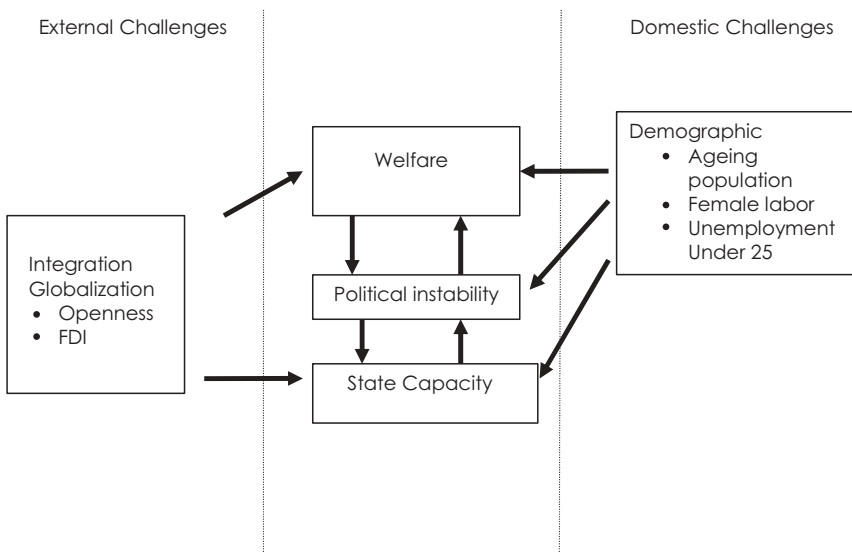 External Challenges
Domestic Challenges
Welfare
Demographic
• Ageing
population
• Female labor
• Unemployment
Under 25
Integration
Globalization
• Openness
• FDI
Political instability
State Capacity